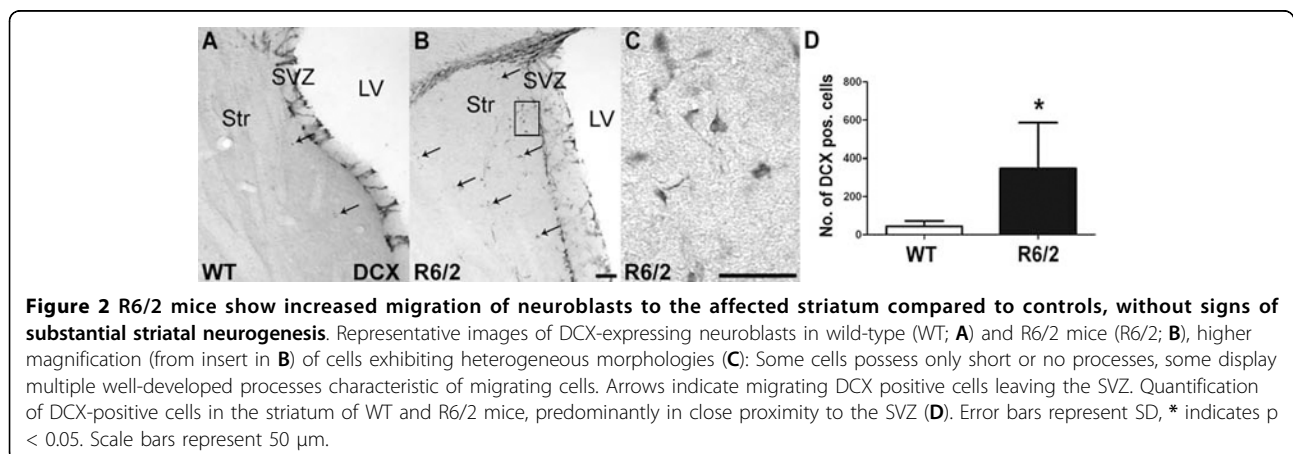 A
SVZ
LV
Str
WT
DCX
B
SVZ
Str
LV
R6/2
C
R6/2
D
No. of DCX pos. cells
800
600
400
200
0
*
WT
R6/2
Figure 2 R6/2 mice show increased migration of neuroblasts to the affected striatum compared to controls, without signs of
substantial striatal neurogenesis. Representative images of DCX-expressing neuroblasts in wild-type (WT; A) and R6/2 mice (R6/2; B), higher
magnification (from insert in B) of cells exhibiting heterogeneous morphologies (C): Some cells possess only short or no processes, some display
multiple well-developed processes characteristic of migrating cells. Arrows indicate migrating DCX positive cells leaving the SVZ. Quantification
of DCX-positive cells in the striatum of WT and R6/2 mice, predominantly in close proximity to the SVZ (D). Error bars represent SD, * indicates p
< 0.05. Scale bars represent 50 μm.